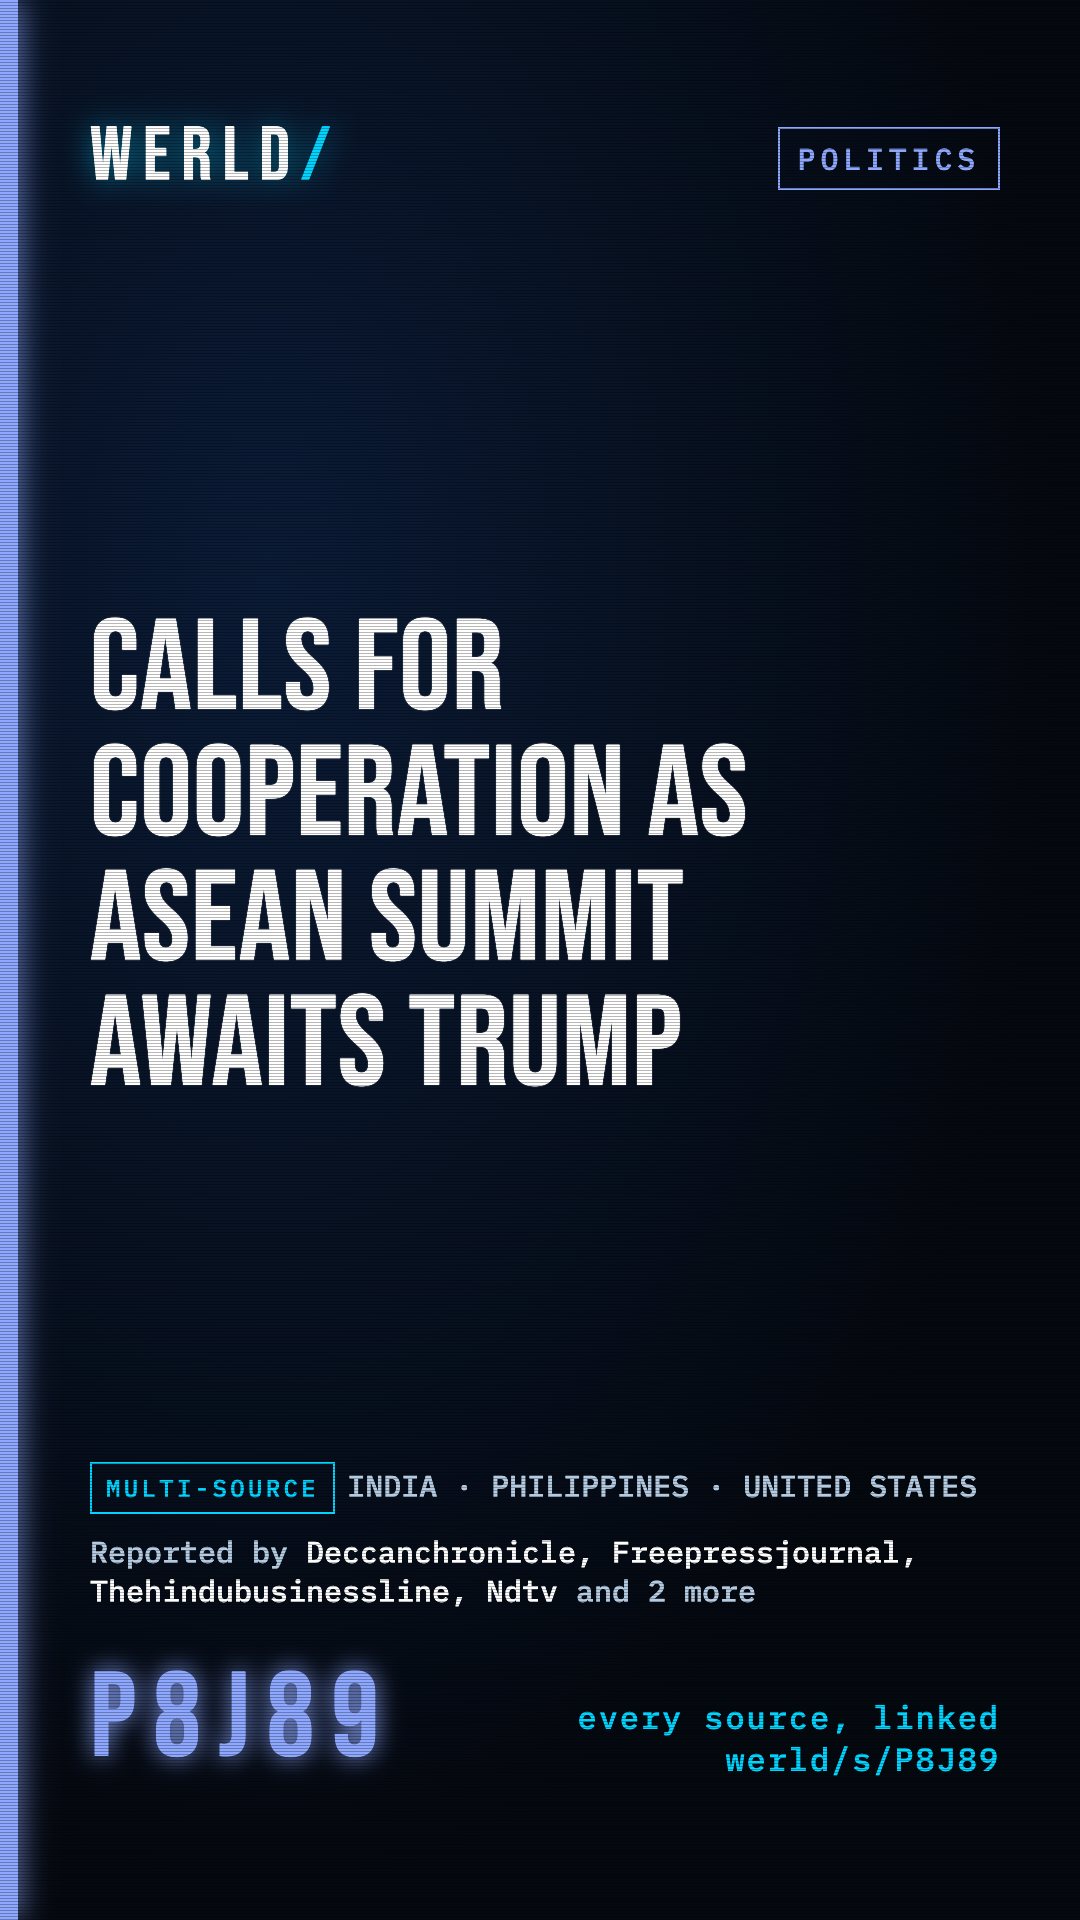 WERLD/
POLITICS
CALLS FOR
COOPERATION AS
ASEAN SUMMIT
AWAITS TRUMP
MULTI-SOURCE INDIA · PHILIPPINES · UNITED STATES
Reported by Deccanchronicle, Freepressjournal,
Thehindubusinessline, Ndtv and 2 more
P8J89
every source, linked
werld/s/P8J89